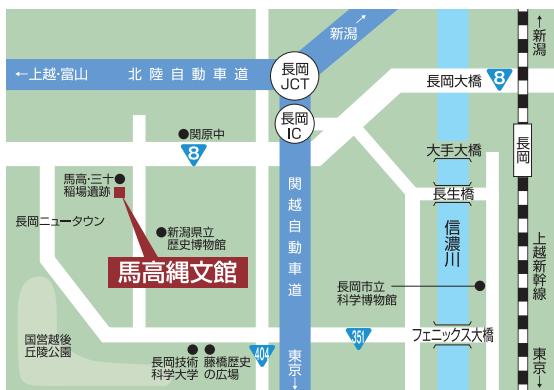 ↑新潟
新潟
←上越・富山 北陸自動車道
長岡
JCT
長岡大橋
8
長岡
IC
関原中
8
大手大橋
長岡
馬高・三十
稲場遺跡
長生橋
関越自動車道
長岡ニュータウン
新潟県立
歴史博物館
信濃川
馬高縄文館
上越新幹線
長岡市立
科学博物館
国営越後
丘陵公園
351
フェニックス大橋
長岡技術
科学大学
藤橋歴史
の広場
404
東京↓
東京↓